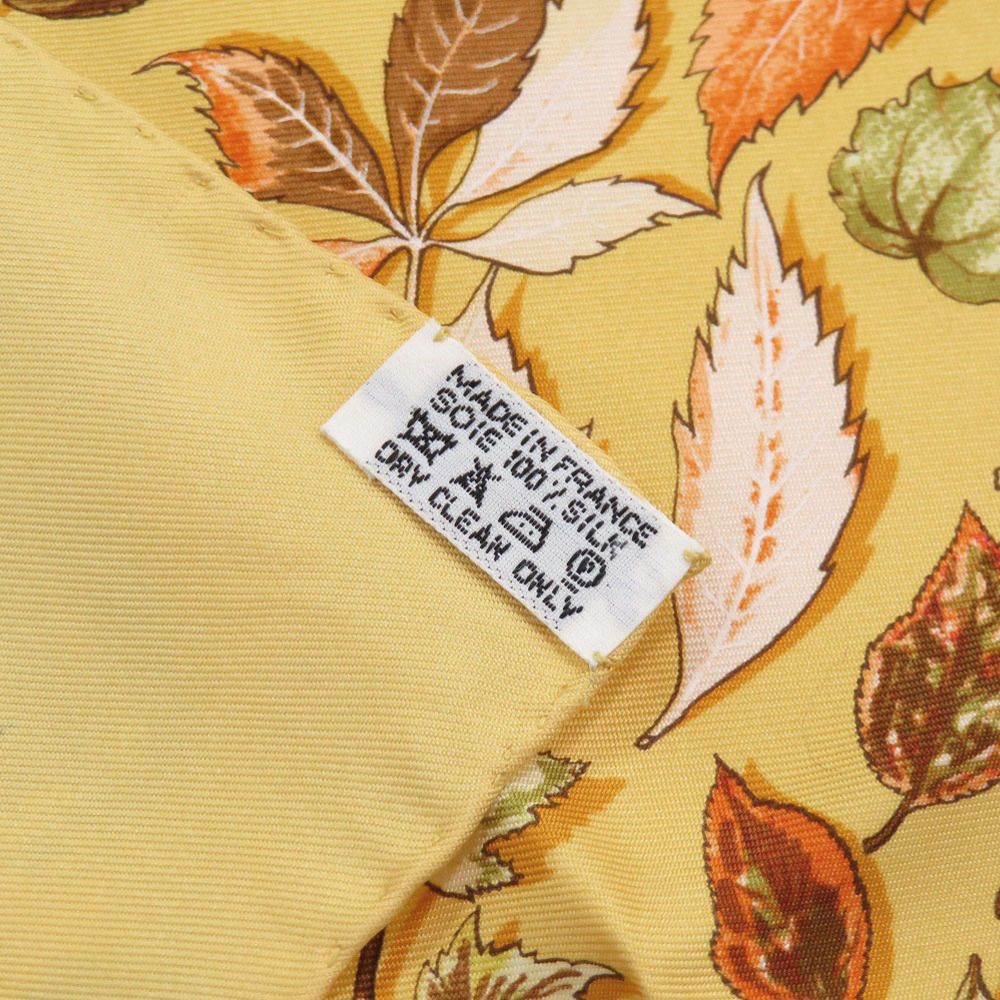 MADE IN FRANCE
SOIE 100% SILK
P
DRY CLEAN ONLY